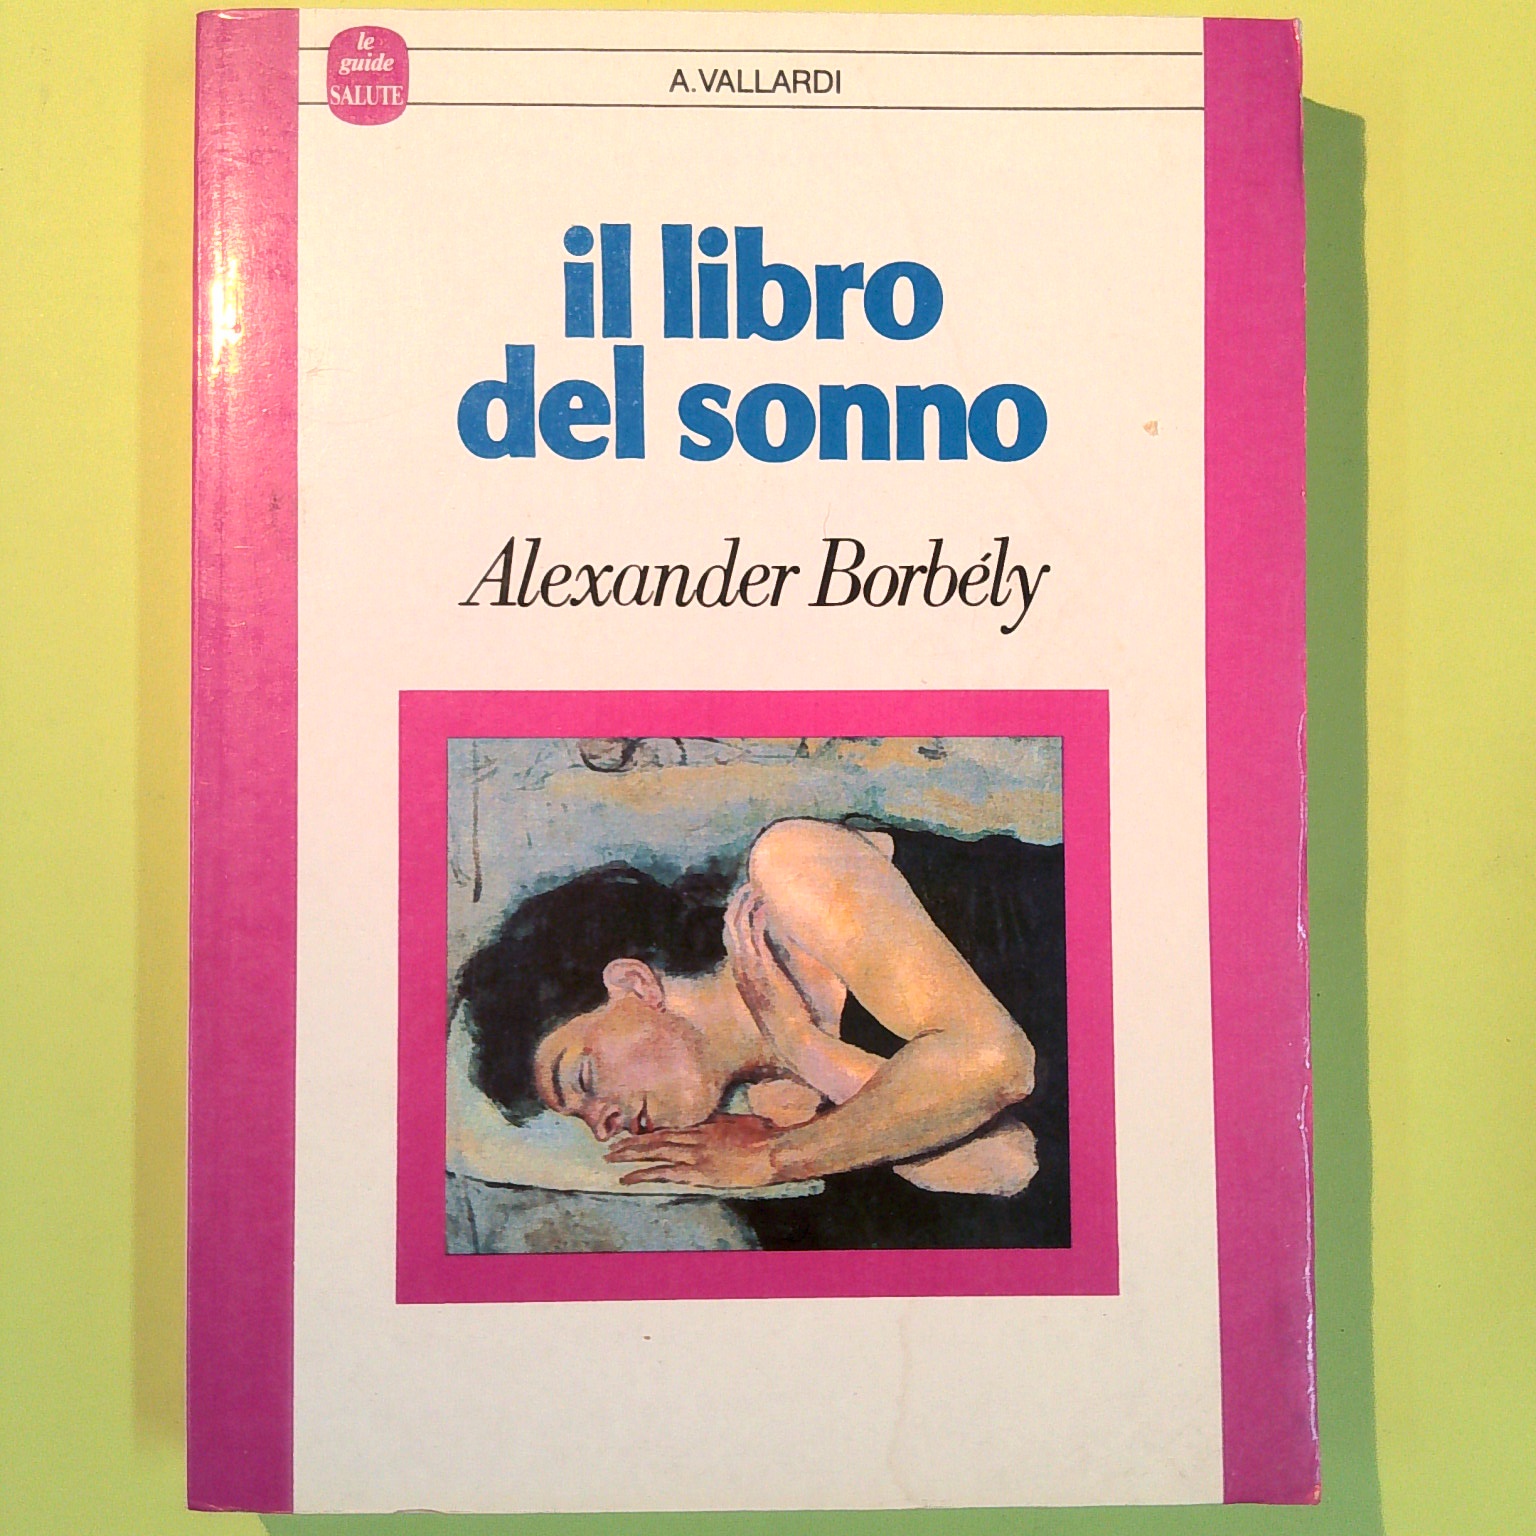 le
guide
SALUTE
A.VALLARDI
il libro
del sonno
Alexander Borbély